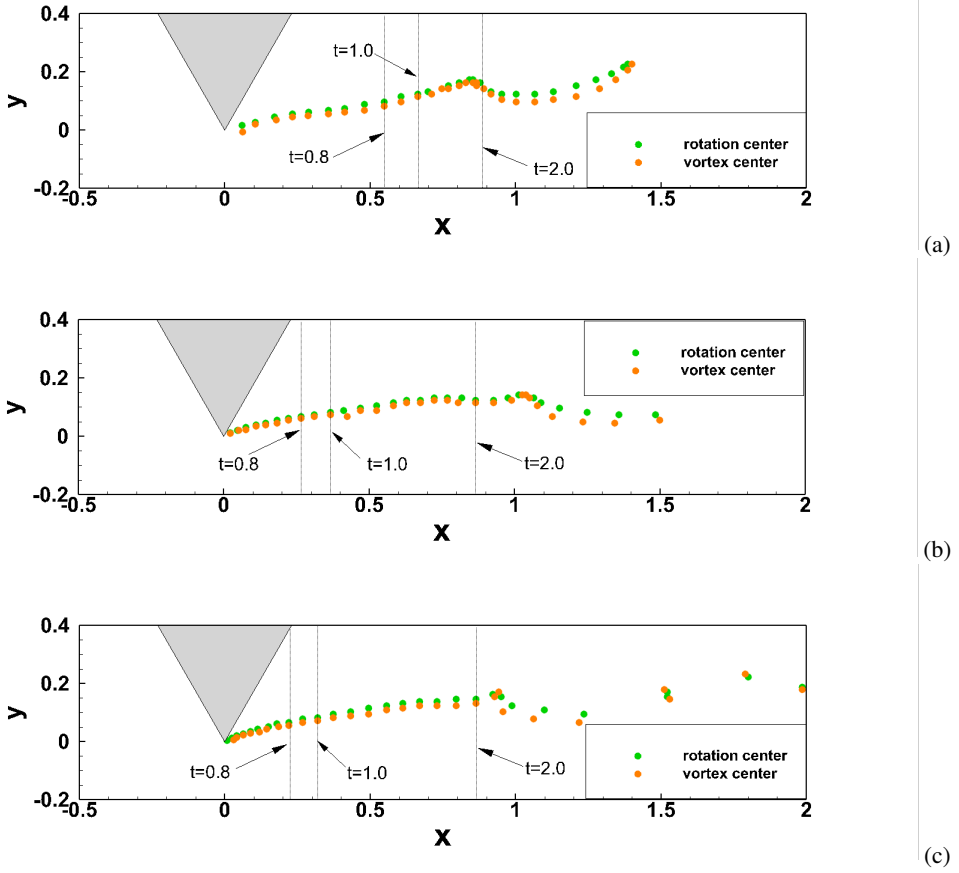 0.4
t=1.0
0.2
y
0
t=0.8
t=2.0
rotation center
vortex center
-0.2
-0.5 0 0.5 1 1.5 2
x
(a)
0.4
0.2
y
rotation center
vortex center
0
t=0.8
t=1.0
t=2.0
-0.2
-0.5 0 0.5 1 1.5 2
x
(b)
0.4
0.2
y
0
t=0.8
t=1.0
t=2.0
rotation center
vortex center
-0.2
-0.5 0 0.5 1 1.5 2
x
(c)